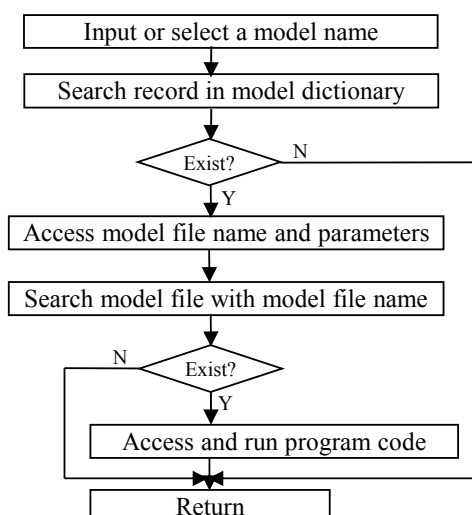 Input or select a model name
Search record in model dictionary
Exist?
N
Y
Access model file name and parameters
Search model file with model file name
N
Exist?
Y
Access and run program code
Return